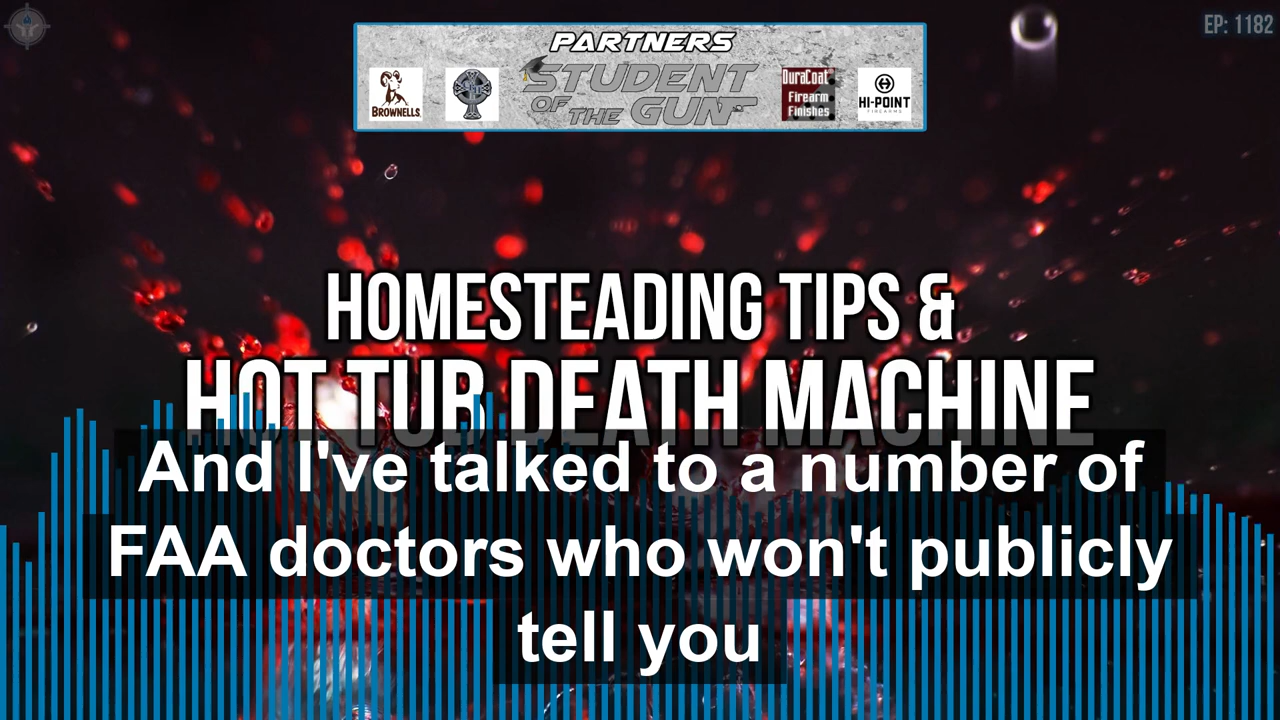 EP: 1182
PARTNERS
STUDENT
OF THE GUN
BROWNELLS
DuraCoat
Firearm
Finishes
HI-POINT
FIREARMS
HOMESTEADING TIPS &
HOT TUB DEATH MACHINE
And I've talked to a number of
FAA doctors who won't publicly
tell you